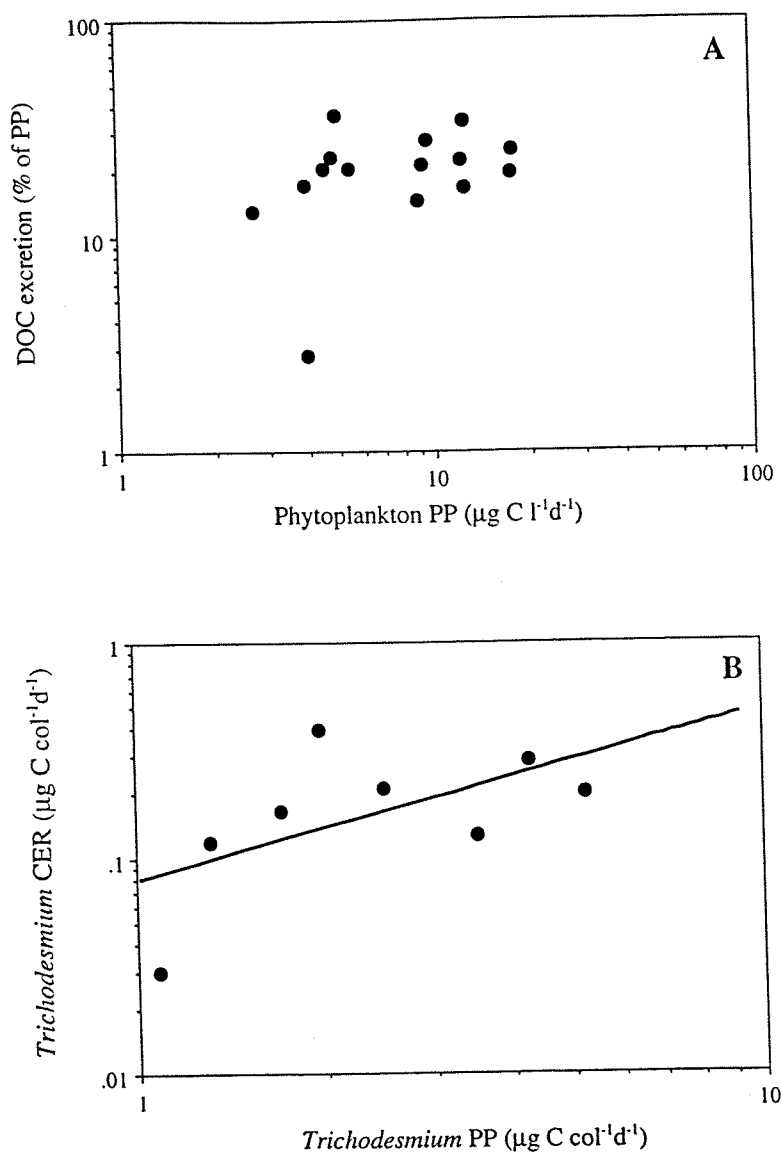 100
A
DOC excretion (% of PP)
10
1
1
10
100
Phytoplankton PP (µg C l⁻¹d⁻¹)
1
B
Trichodesmium CER (µg C col⁻¹d⁻¹)
.1
.01
1
10
Trichodesmium PP (µg C col⁻¹d⁻¹)